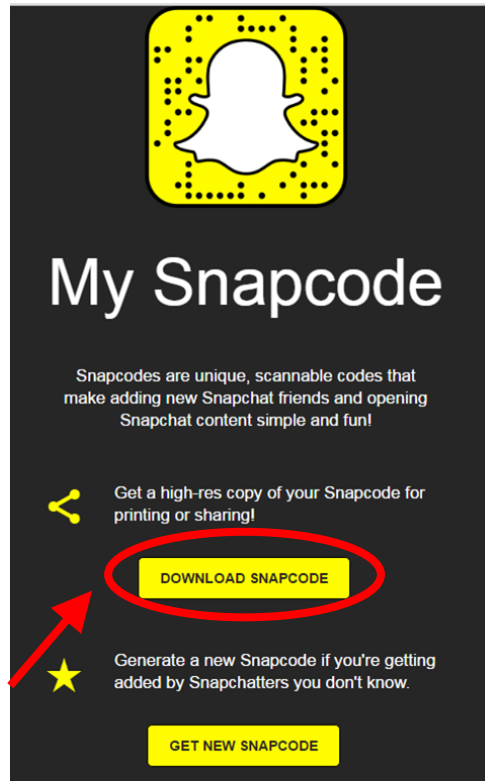 My Snapcode
Snapcodes are unique, scannable codes that
make adding new Snapchat friends and opening
Snapchat content simple and fun!
Get a high-res copy of your Snapcode for
printing or sharing!
DOWNLOAD SNAPCODE
Generate a new Snapcode if you're getting
added by Snapchatters you don't know.
GET NEW SNAPCODE